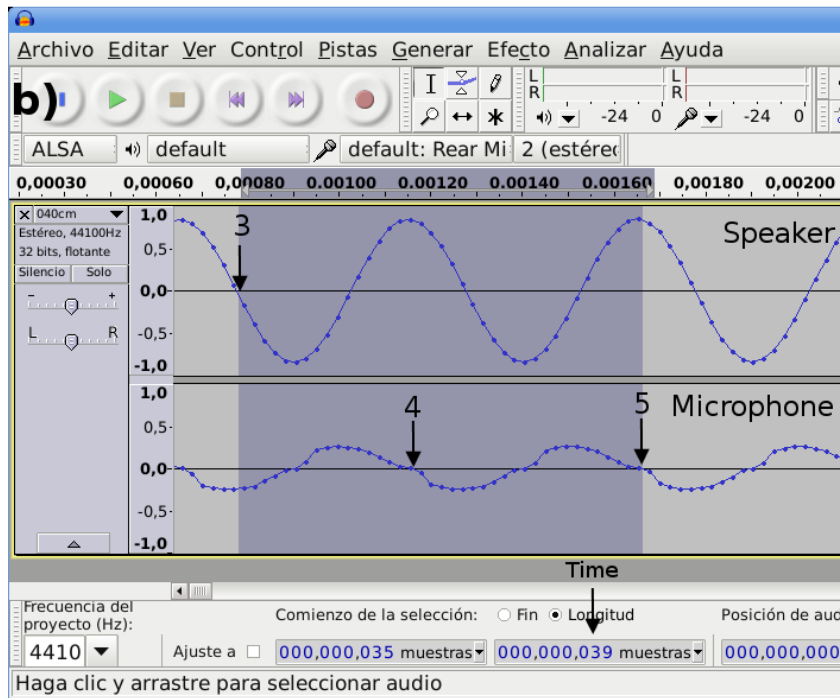 Archivo Editar Ver Control Pistas Generar Efecto Analizar Ayuda
b)
L
R
-24 0
L
R
-24 0
ALSA default default: Rear Mi 2 (estéreo
0,00030 0,00060 0,00080 0.00100 0.00120 0.00140 0.00160 0,00180 0,00200
040cm
Estéreo, 44100Hz
32 bits, flotante
Silencio Solo
- +
L R
1,0
0,5-
0,0-
-0,5-
-1,0
3
Speaker
1,0
0,5-
0,0-
-0,5-
-1,0
4
5
Microphone
Time
Frecuencia del
proyecto (Hz):
4410
Comienzo de la selección: Fin Longitud
Posición de aud
Ajuste a 000,000,035 muestras 000,000,039 muestras 000,000,000
Haga clic y arrastre para seleccionar audio